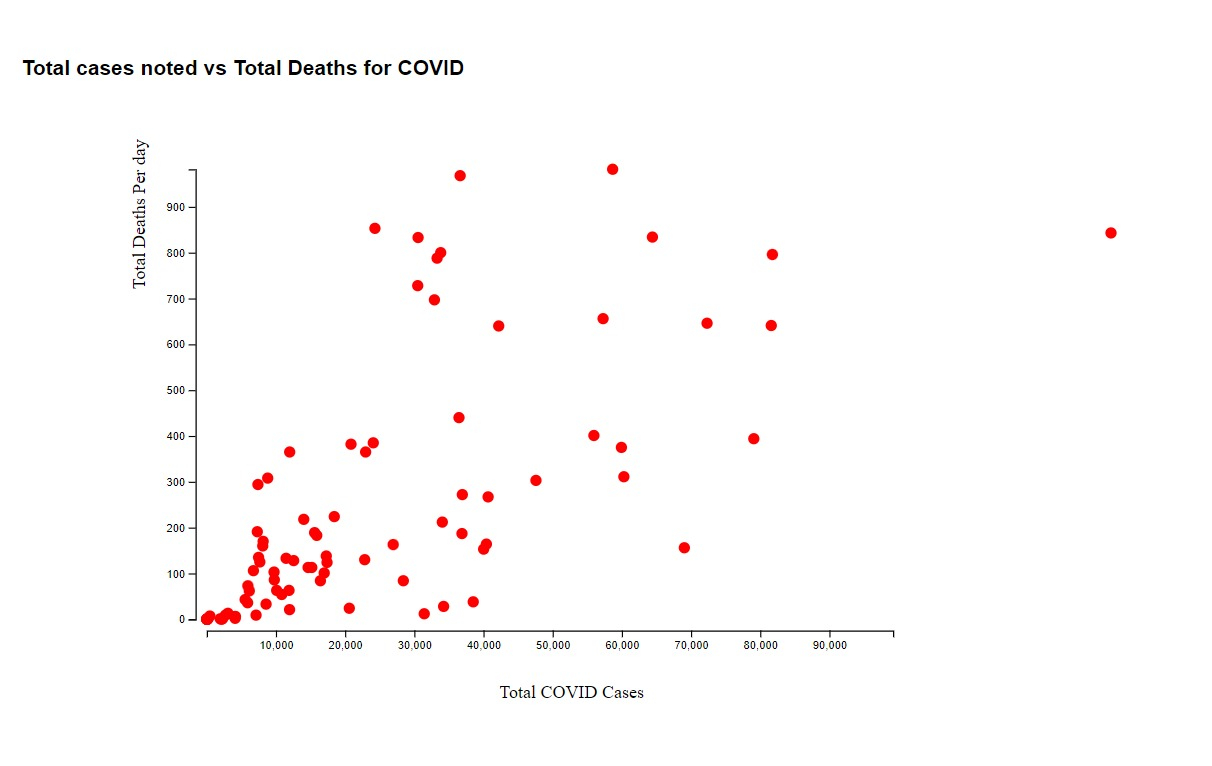 Total cases noted vs Total Deaths for COVID
Total Deaths Per day
900
800
700
600
500
400
300
200
100
0
10,000 20,000 30,000 40,000 50,000 60,000 70,000 80,000 90,000
Total COVID Cases